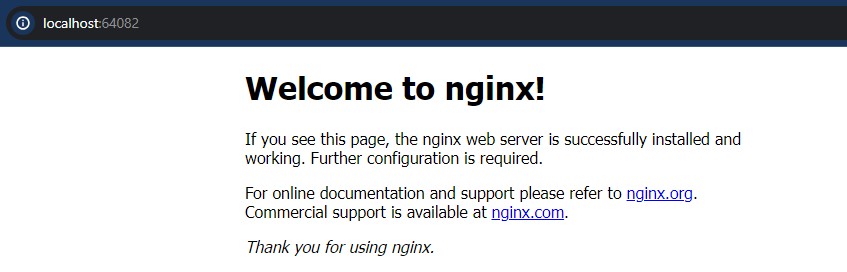 localhost:64082
Welcome to nginx!
If you see this page, the nginx web server is successfully installed and
working. Further configuration is required.
For online documentation and support please refer to nginx.org.
Commercial support is available at nginx.com.
Thank you for using nginx.